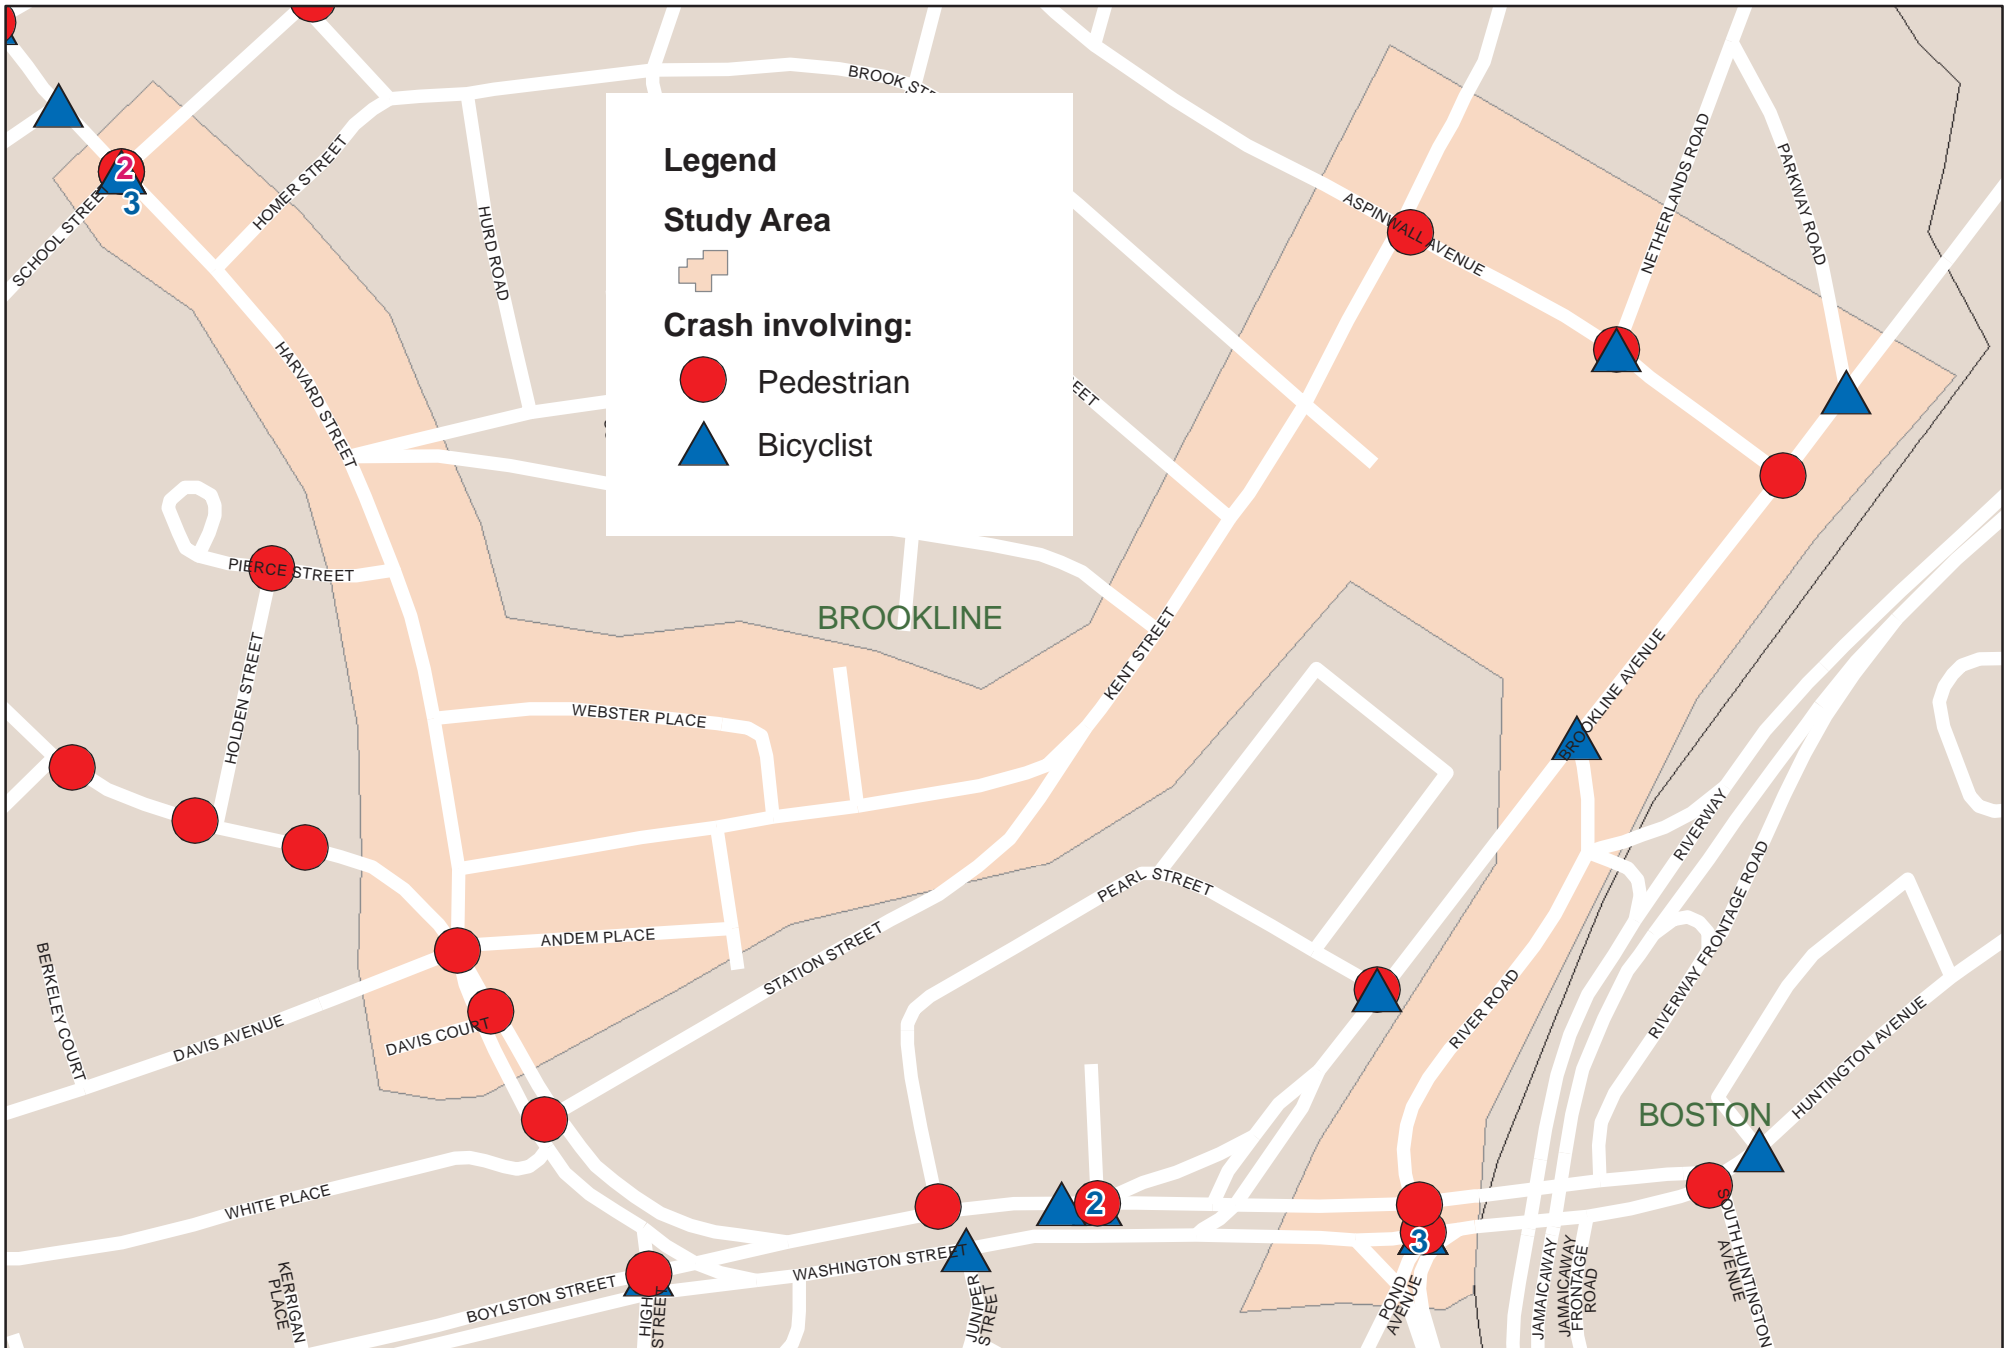 BROOK STR
Legend
Study Area
Crash involving:
Pedestrian
Bicyclist
2
3
SCHOOL STREET
HOMER STREET
HURD ROAD
HARVARD STREET
ASPINWALL AVENUE
NETHERLANDS ROAD
PARKWAY ROAD
EET
PIERCE STREET
HOLDEN STREET
BROOKLINE
KENT STREET
WEBSTER PLACE
BROOKLINE AVENUE
PEARL STREET
RIVERWAY
RIVERWAY FRONTAGE ROAD
ANDEM PLACE
STATION STREET
BERKELEY COURT
DAVIS AVENUE
DAVIS COURT
RIVER ROAD
HUNTINGTON AVENUE
BOSTON
WHITE PLACE
2
3
WASHINGTON STREET
BOYLSTON STREET
KERRIGAN
PLACE
HIGH
STREET
JUNIPER
STREET
POND
AVENUE
JAMAICAWAY
JAMAICAWAY
FRONTAGE
ROAD
SOUTH HUNTINGTON
AVENUE